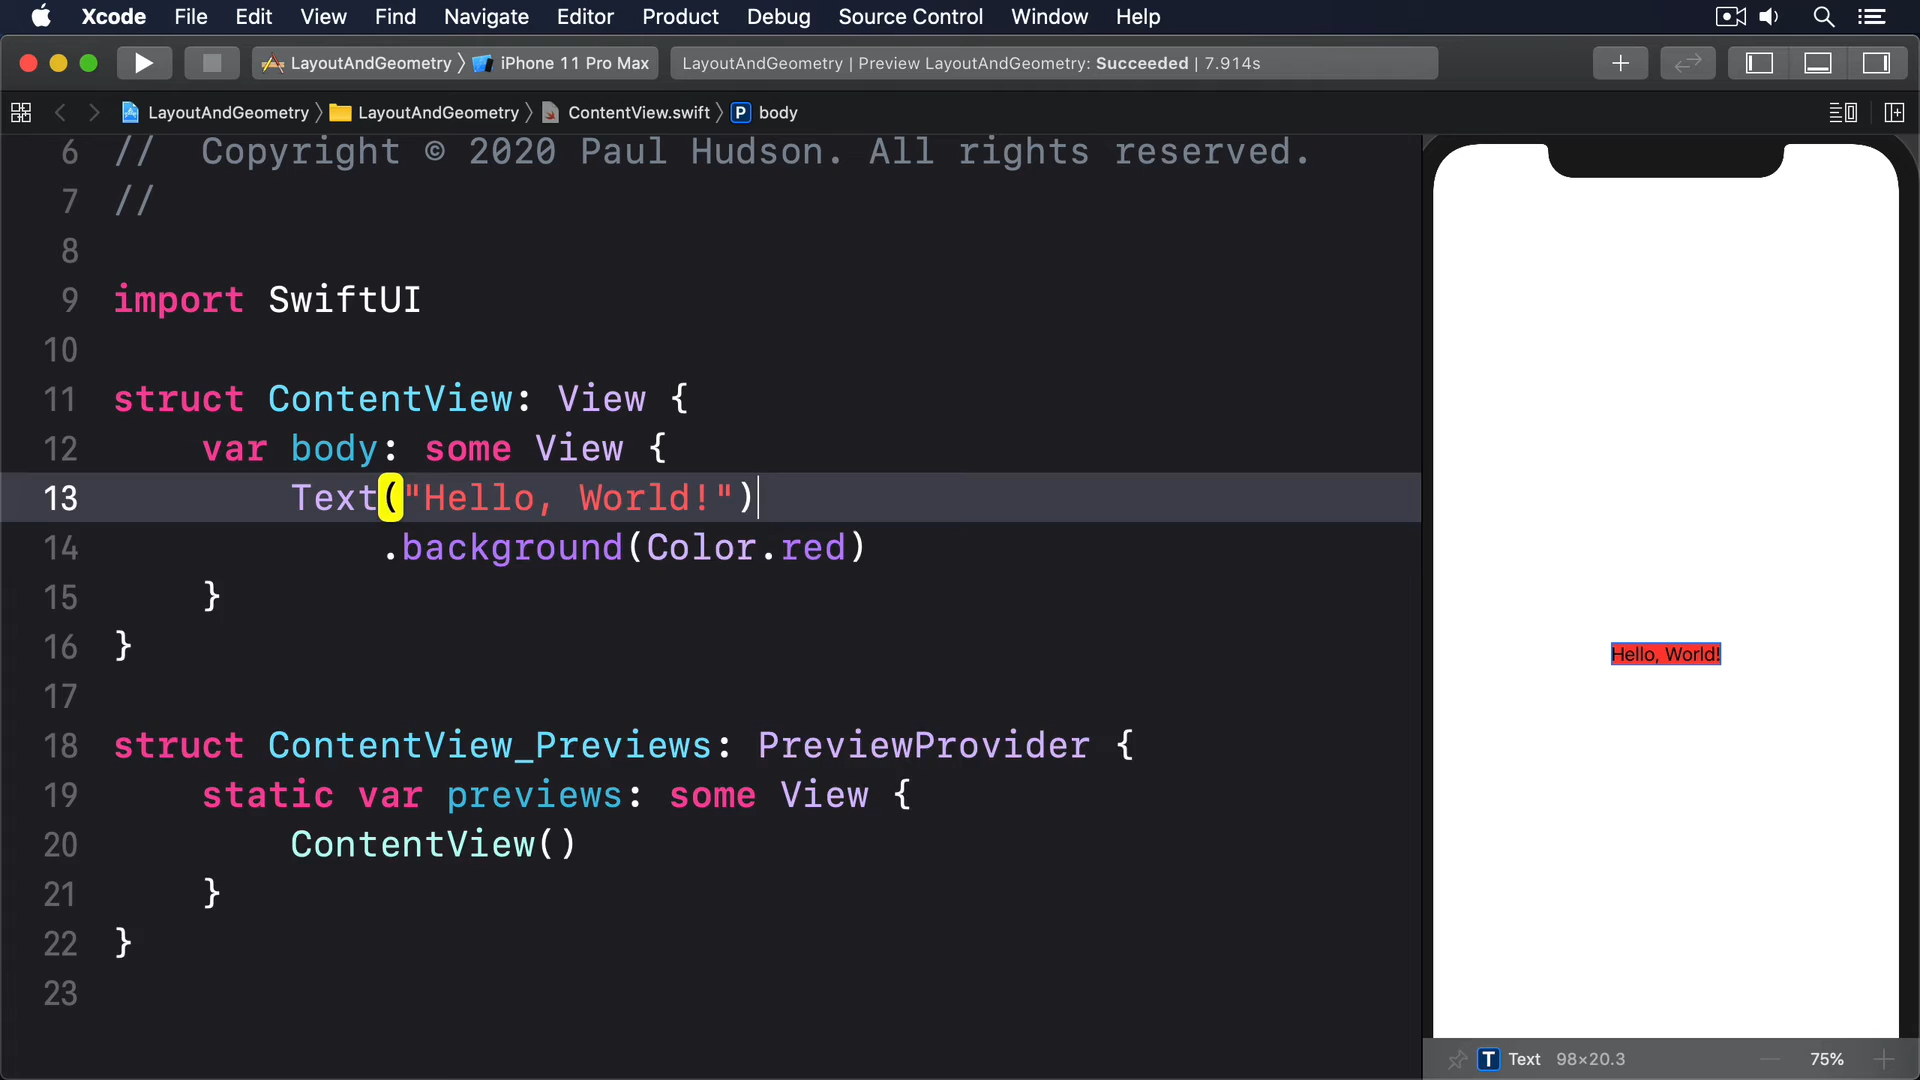 Xcode File Edit View Find Navigate Editor Product Debug Source Control Window Help
LayoutAndGeometry iPhone 11 Pro Max LayoutAndGeometry | Preview LayoutAndGeometry: Succeeded | 7.914s
LayoutAndGeometry LayoutAndGeometry ContentView.swift P body
6 //  Copyright © 2020 Paul Hudson. All rights reserved.
7 //
8
9 import SwiftUI
10
11 struct ContentView: View {
12     var body: some View {
13         Text("Hello, World!")
14             .background(Color.red)
15     }
16 }
17
18 struct ContentView_Previews: PreviewProvider {
19     static var previews: some View {
20         ContentView()
21     }
22 }
23
Hello, World!
T Text 98×20.3 75%